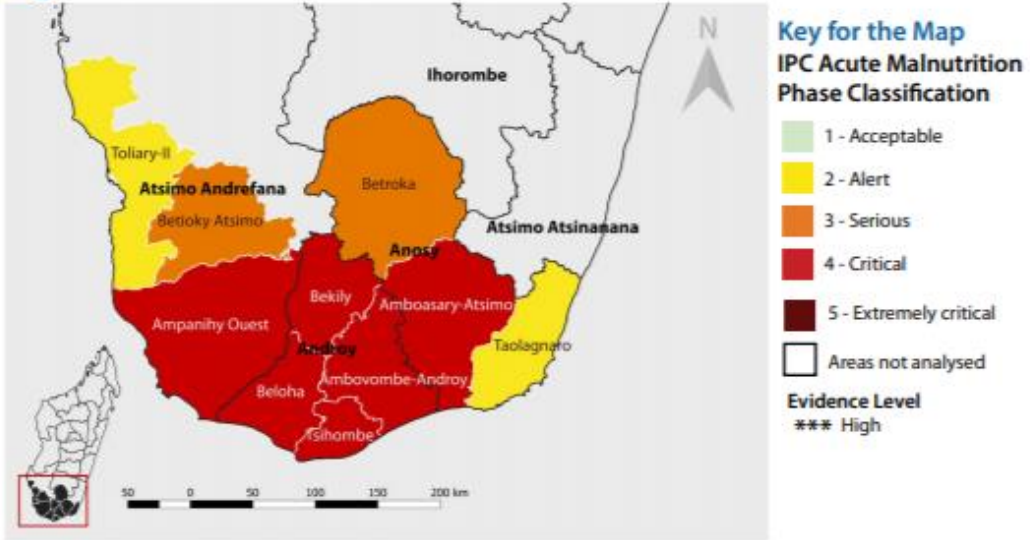 N
Ihorombe
Toliary-II
Atsimo Andrefana
Betroka
Betioky Atsimo
Atsimo Atsinanana
Anosy
Bekily
Amboasary-Atsimo
Ampanihy Ouest
Androy
Taolagnaro
Beloha
Ambovombe-Androy
Tsihombe
50 0 50 100 150 200 km
Key for the Map
IPC Acute Malnutrition
Phase Classification
1 - Acceptable
2 - Alert
3 - Serious
4 - Critical
5 - Extremely critical
Areas not analysed
Evidence Level
*** High